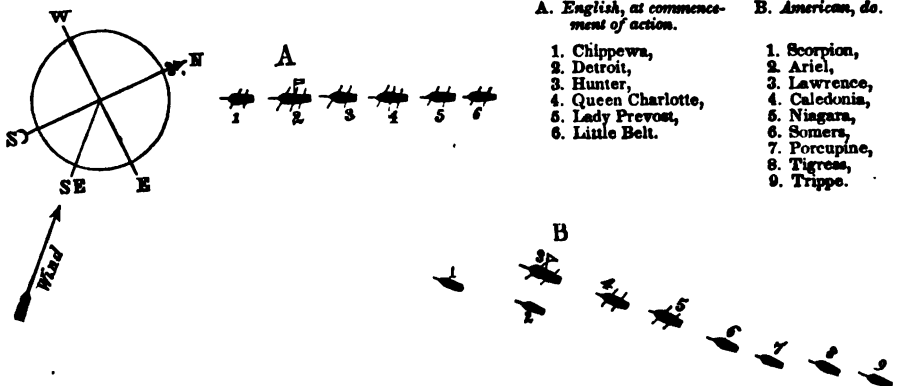 W
N
S
SE
E
Wind
A
1 2 3 4 5 6
A. English, at commence-
ment of action.
1. Chippewa,
2. Detroit,
3. Hunter,
4. Queen Charlotte,
5. Lady Prevost,
6. Little Belt.
B. American, do.
1. Scorpion,
2. Ariel,
3. Lawrence,
4. Caledonia,
5. Niagara,
6. Somers,
7. Porcupine,
8. Tigress,
9. Trippe.
B
1 2 3 4 5 6 7 8 9